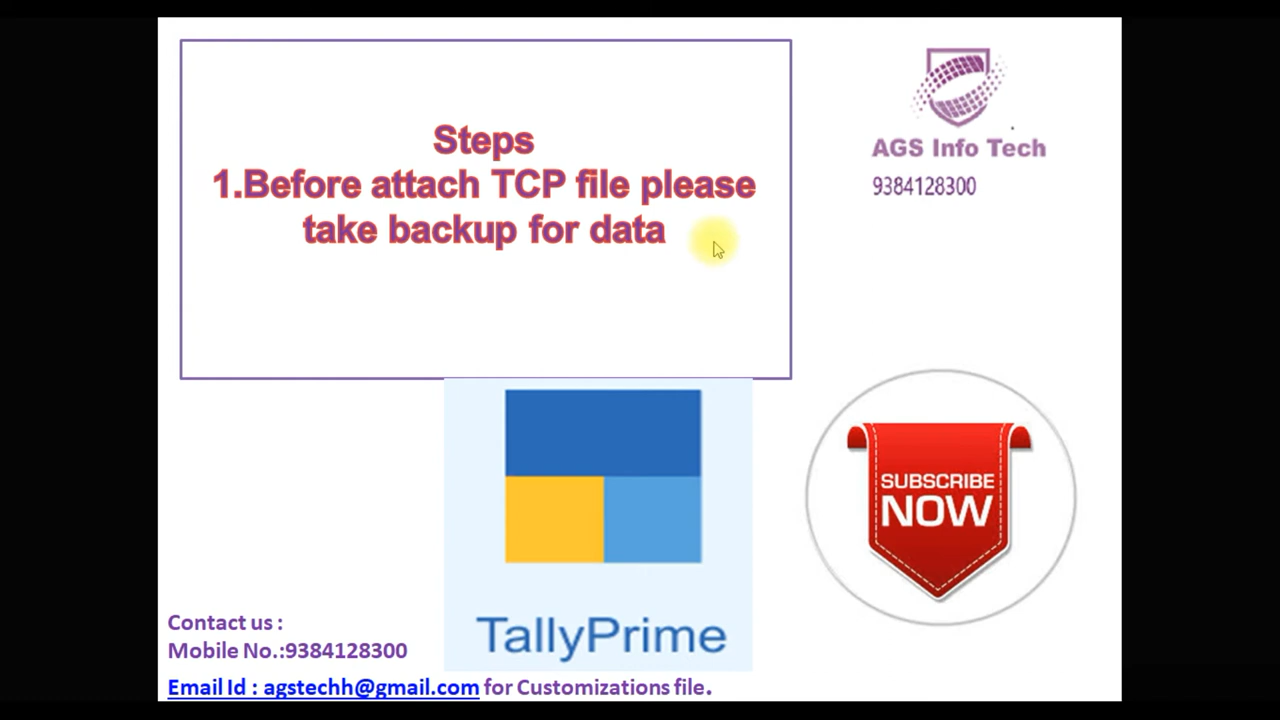 Steps
1.Before attach TCP file please
take backup for data
AGS Info Tech
9384128300
SUBSCRIBE
NOW
TallyPrime
Contact us :
Mobile No.:9384128300
Email Id : agstechh@gmail.com for Customizations file.